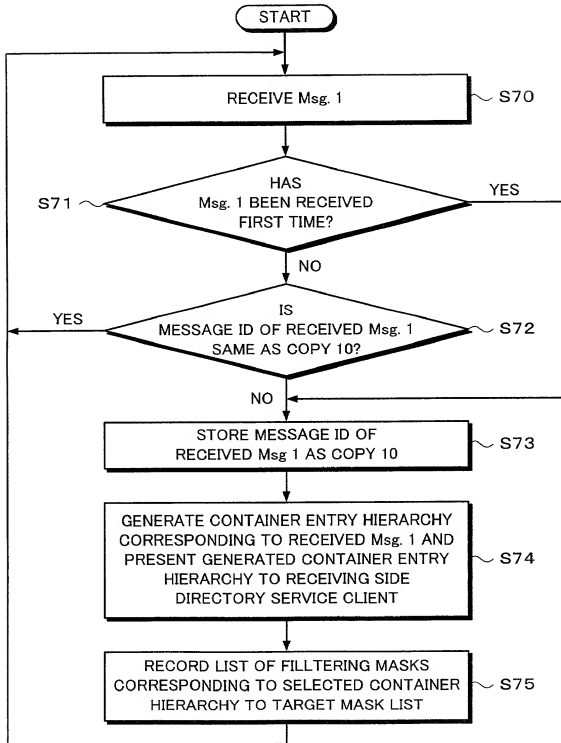 START
RECEIVE Msg. 1
S70
HAS
Msg. 1 BEEN RECEIVED
FIRST TIME?
S71
YES
NO
IS
MESSAGE ID OF RECEIVED Msg. 1
SAME AS COPY 10?
S72
YES
NO
STORE MESSAGE ID OF
RECEIVED Msg 1 AS COPY 10
S73
GENERATE CONTAINER ENTRY HIERARCHY
CORRESPONDING TO RECEIVED Msg. 1 AND
PRESENT GENERATED CONTAINER ENTRY
HIERARCHY TO RECEIVING SIDE
DIRECTORY SERVICE CLIENT
S74
RECORD LIST OF FILLTERING MASKS
CORRESPONDING TO SELECTED CONTAINER
HIERARCHY TO TARGET MASK LIST
S75